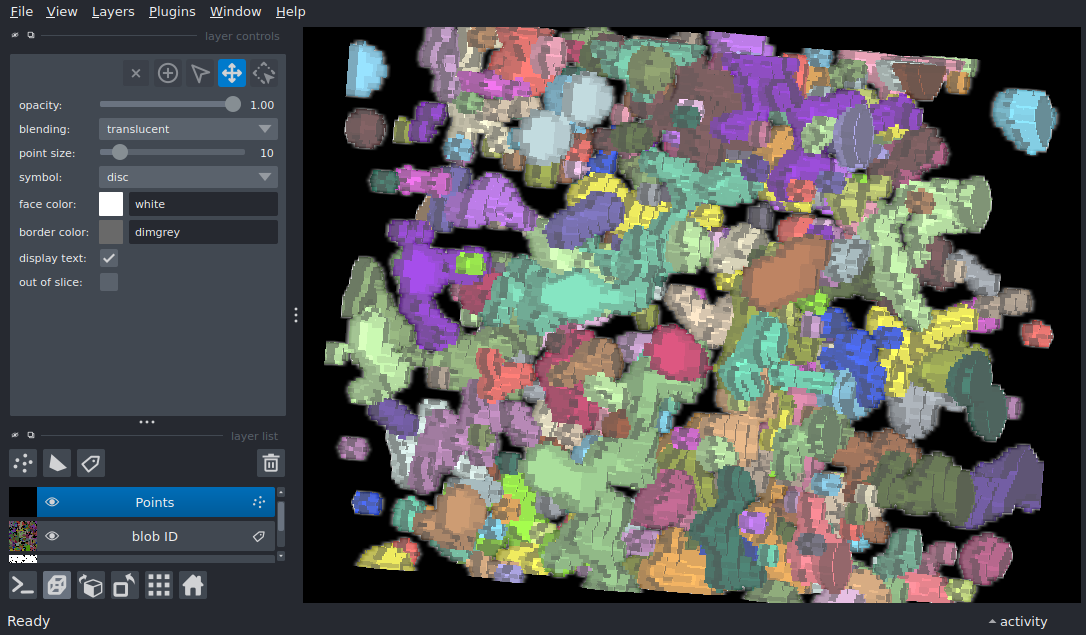 File View Layers Plugins Window Help
layer controls
opacity: 1.00
blending: translucent
point size: 10
symbol: disc
face color: white
border color: dimgrey
display text:
out of slice:
layer list
Points
blob ID
Ready activity